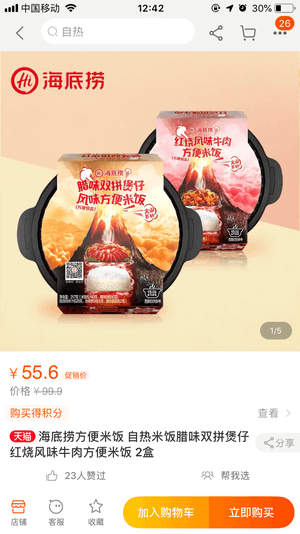 中国移动 12:42 30%
自热
26
Hi 海底捞
海底捞
红烧风味牛肉
方便米饭
海底捞
腊味双拼煲仔
风味方便米饭
1/5
¥55.6 促销价
价格 ¥99.9
购买得积分 查看
天猫 海底捞方便米饭 自热米饭腊味双拼煲仔
红烧风味牛肉方便米饭 2盒
分享
23人赞过 帮我选
店铺 客服 收藏 加入购物车 立即购买